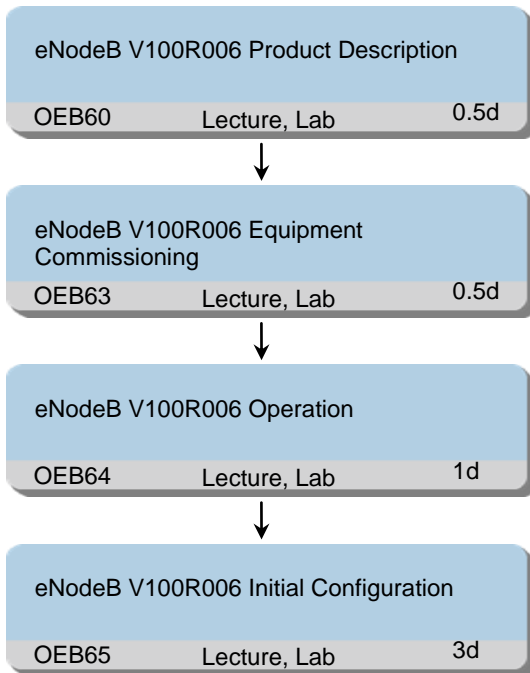 eNodeB V100R006 Product Description
OEB60 Lecture, Lab 0.5d
eNodeB V100R006 Equipment
Commissioning
OEB63 Lecture, Lab 0.5d
eNodeB V100R006 Operation
OEB64 Lecture, Lab 1d
eNodeB V100R006 Initial Configuration
OEB65 Lecture, Lab 3d